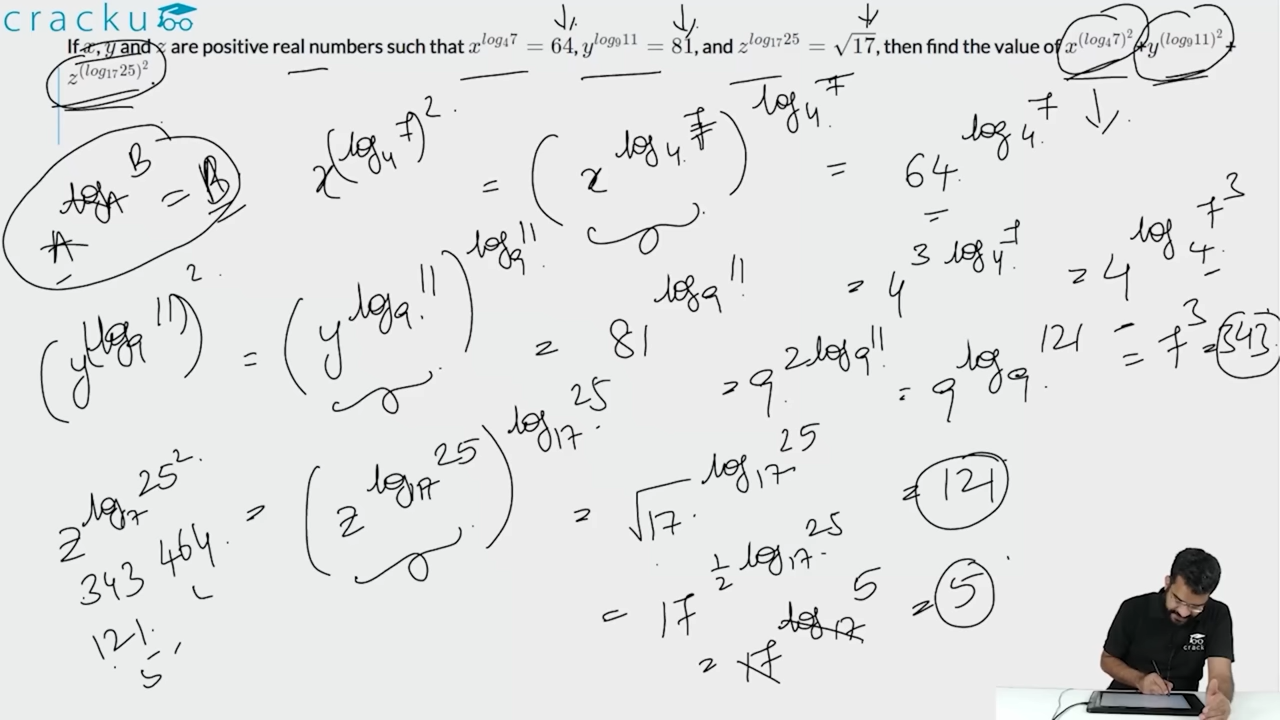 cracku
If x, y and z are positive real numbers such that x^{log_4 7} = 64, y^{log_9 11} = 81, and z^{log_17 25} = √17, then find the value of x^{(log_4 7)^2} + y^{(log_9 11)^2} +
z^{(log_17 25)^2}
A^{log_A B} = B
x^{(log_4 7)^2} = (x^{log_4 7})^{log_4 7} = 64^{log_4 7}
= 4^{3 log_4 7} = 4^{log_4 7^3}
= 7^3 = 343
(y^{(log_9 11)})^2 = (y^{log_9 11})^{log_9 11} = 81^{log_9 11}
= 9^{2 log_9 11} = 9^{log_9 121}
= 121
z^{log_7 25^2} = (z^{log_17 25})^{log_17 25} = √17^{log_17 25}
= 17^{1/2 log_17 25}
= 17^{log_17 5} = 5
343 464
121
5
crack